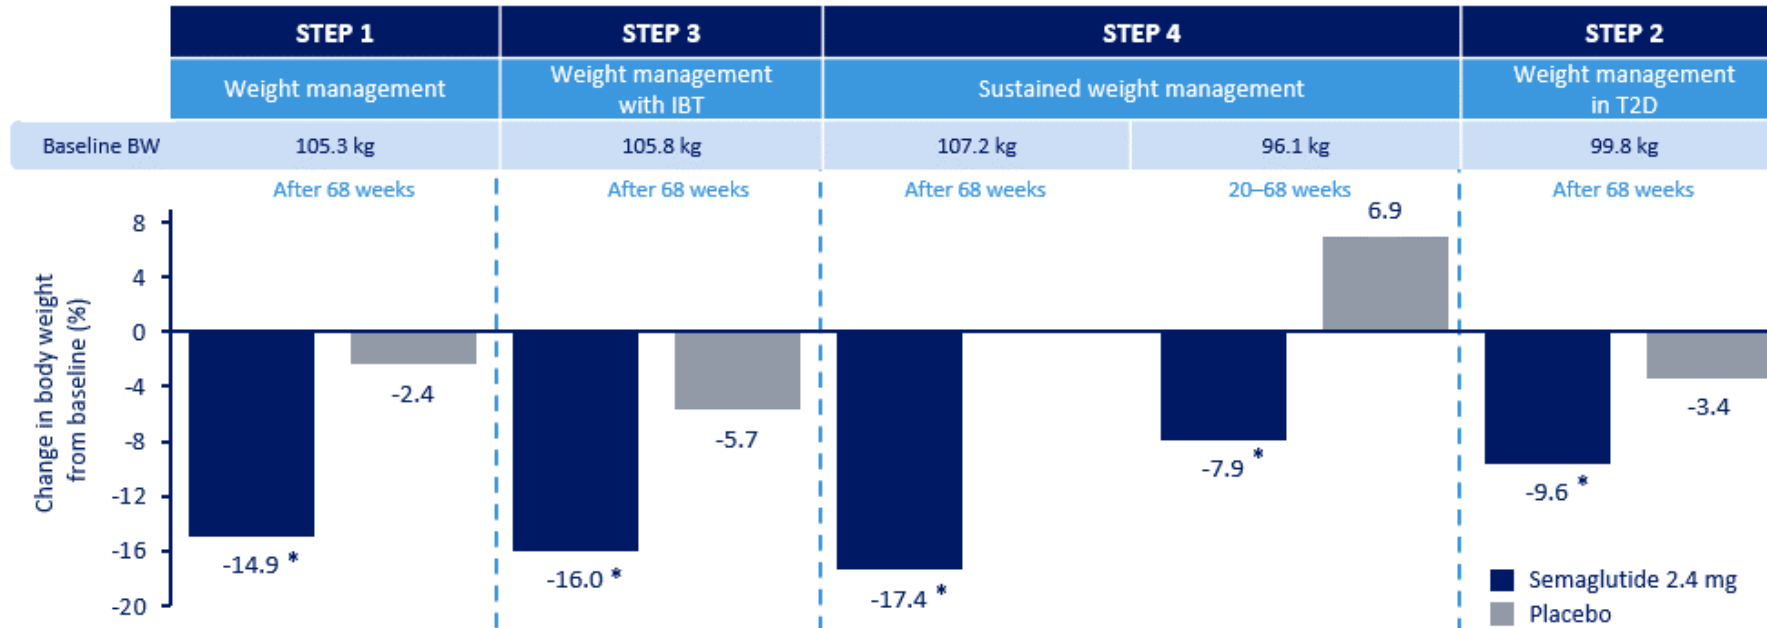 STEP 1
STEP 3
STEP 4
STEP 2
Weight management
Weight management
with IBT
Sustained weight management
Weight management
in T2D
Baseline BW
105.3 kg
105.8 kg
107.2 kg
96.1 kg
99.8 kg
After 68 weeks
After 68 weeks
After 68 weeks
20–68 weeks
After 68 weeks
Change in body weight
from baseline (%)
8
4
0
-4
-8
-12
-16
-20
-14.9 *
-2.4
-16.0 *
-5.7
-17.4 *
-7.9 *
6.9
-9.6 *
-3.4
Semaglutide 2.4 mg
Placebo